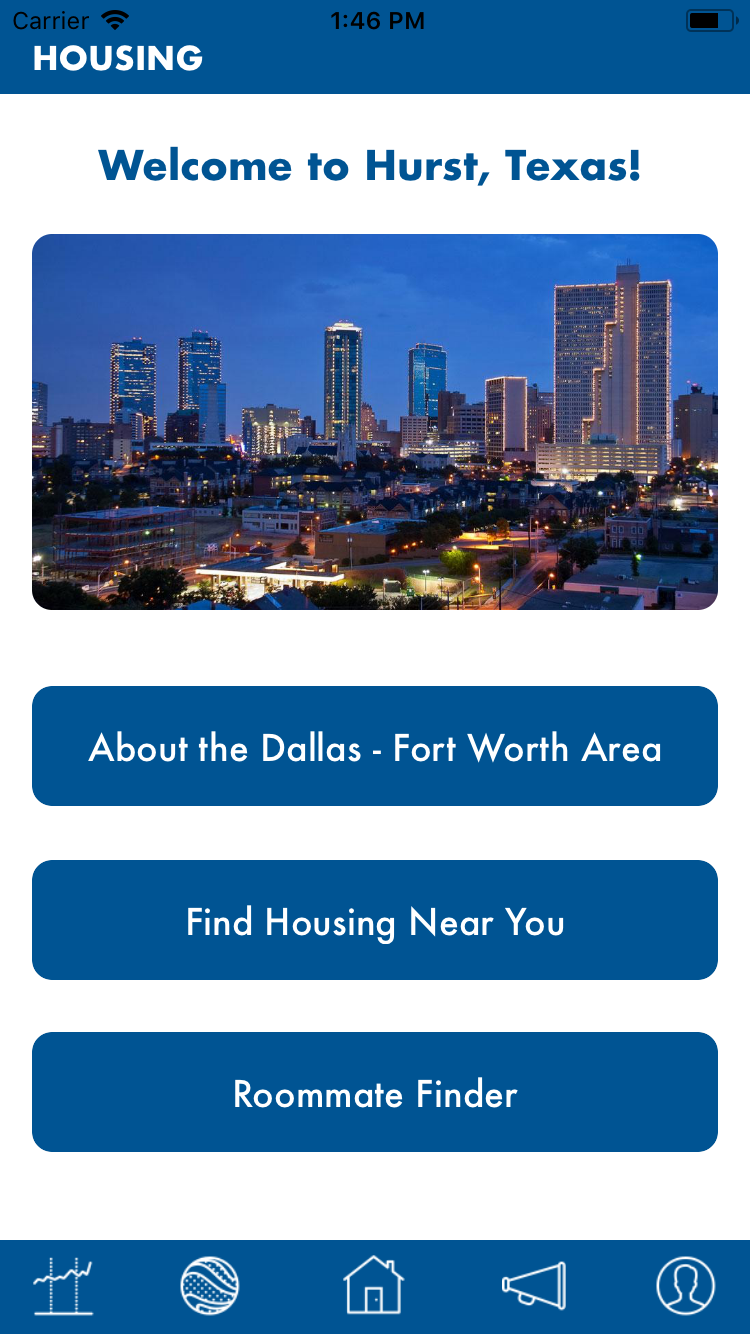 Carrier 1:46 PM
HOUSING
Welcome to Hurst, Texas!
About the Dallas - Fort Worth Area
Find Housing Near You
Roommate Finder